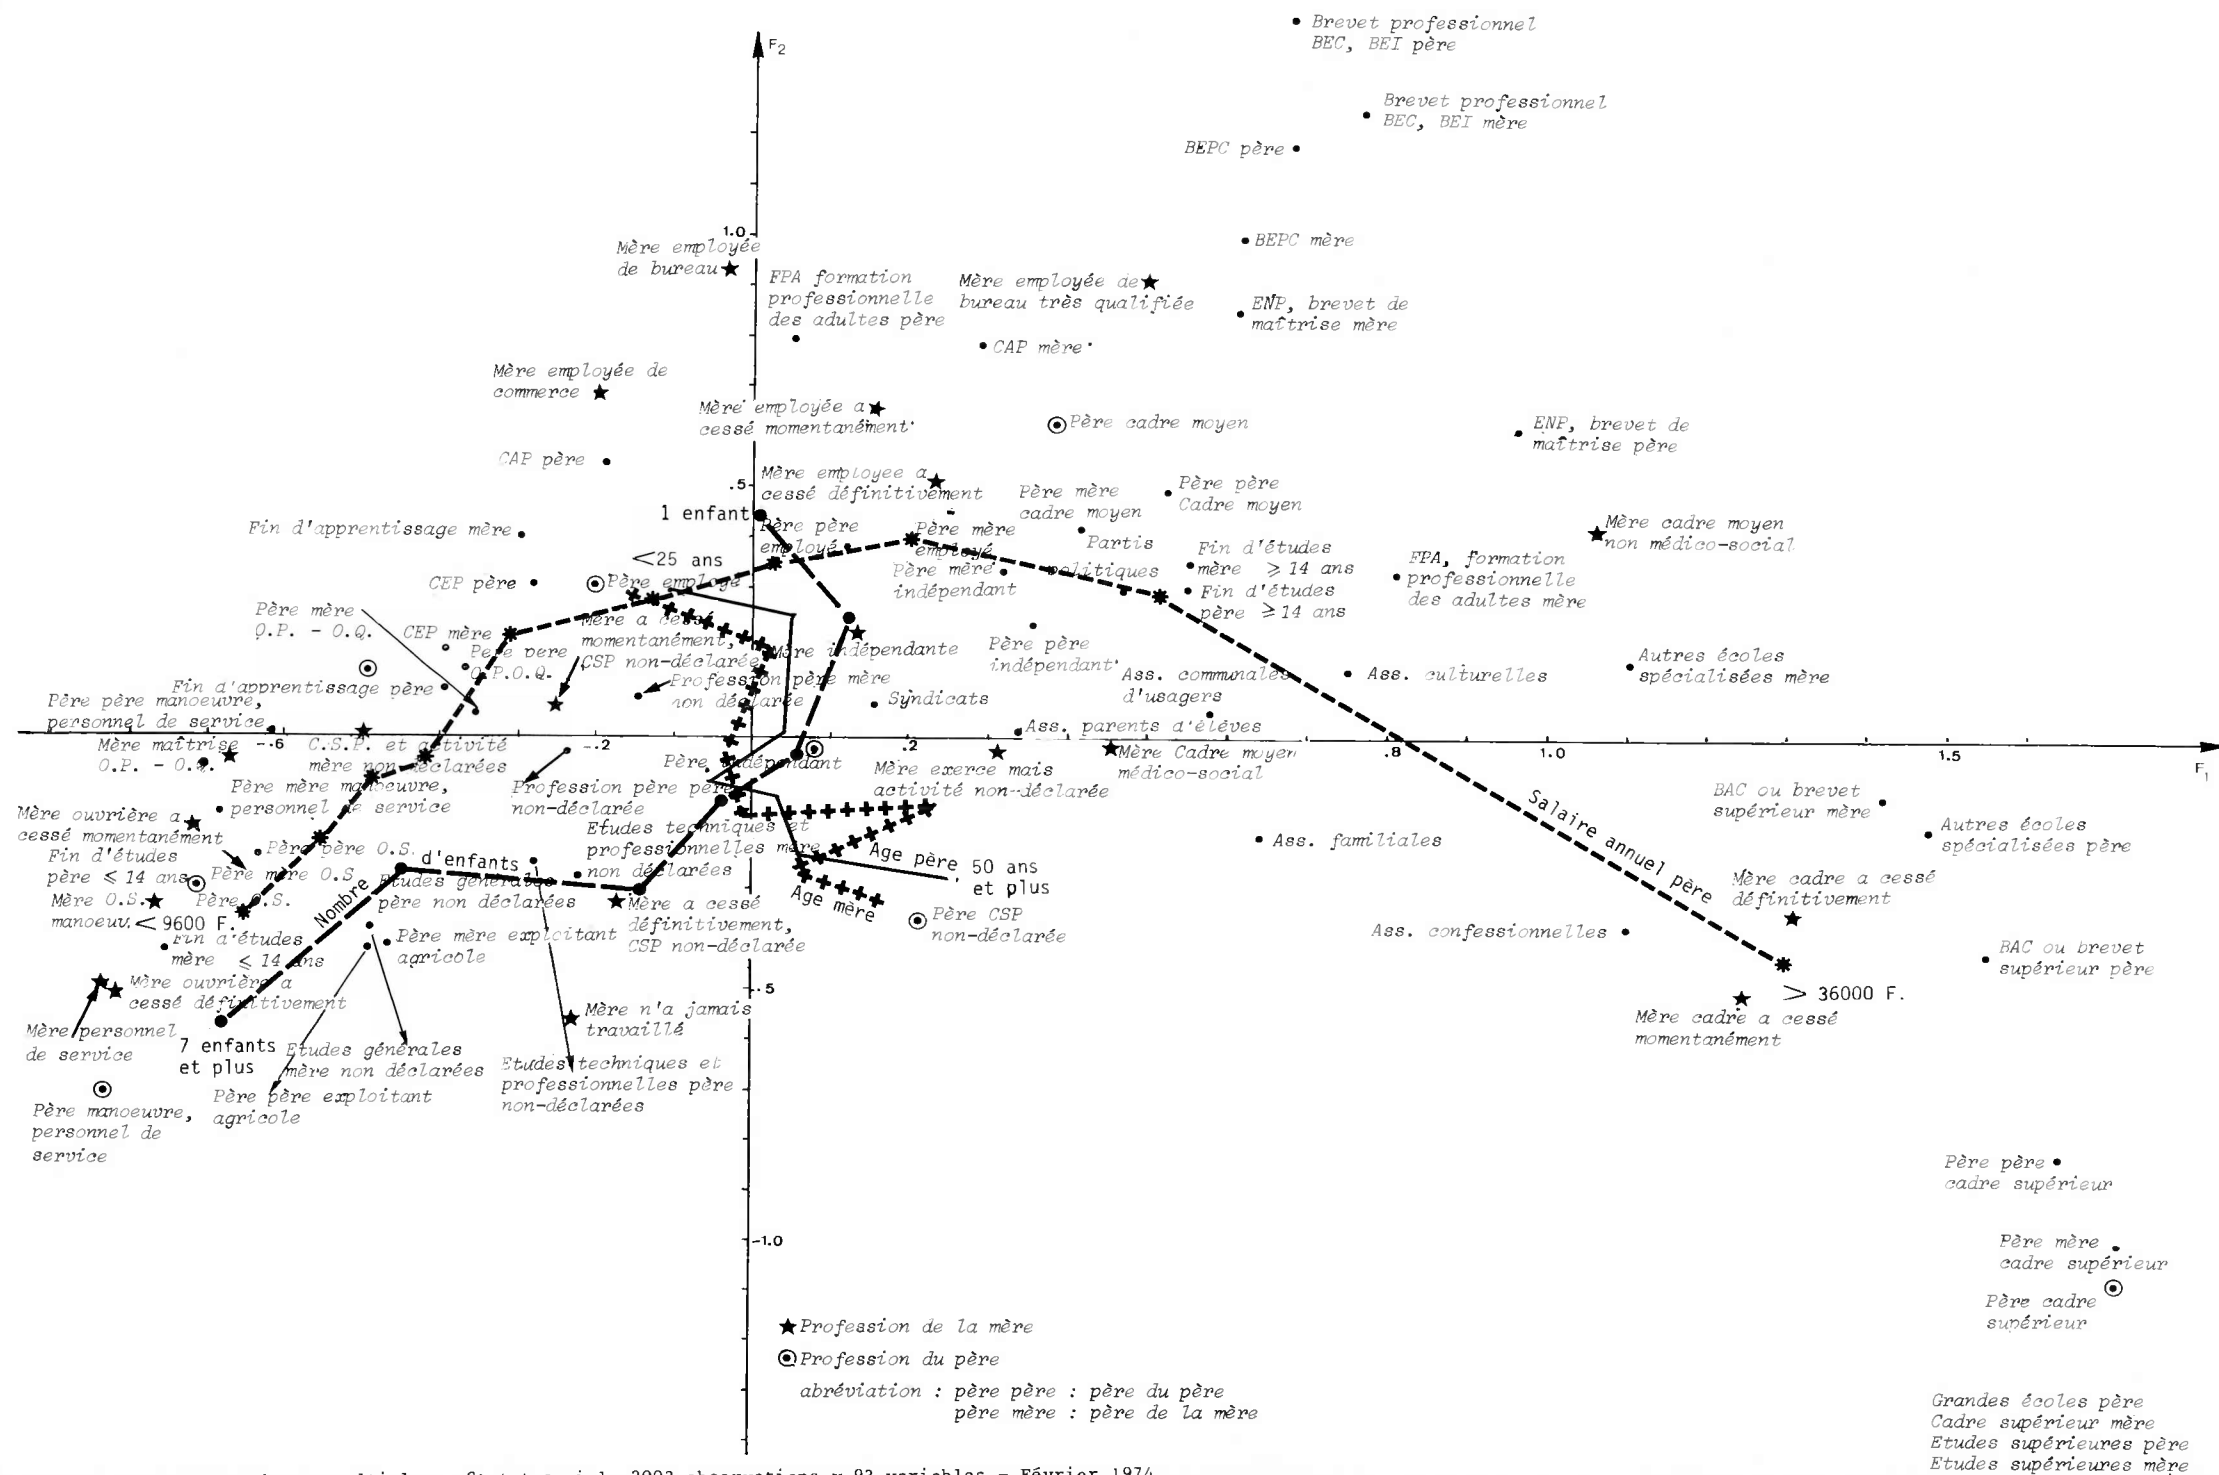 Brevet professionnel
BEC, BEI père
F2
Brevet professionnel
BEC, BEI mère
BEPC père
1.0
BEPC mère
Mère employée
de bureau
FPA formation
professionnelle
des adultes père
Mère employée de
bureau très qualifiée
ENP, brevet de
maîtrise mère
CAP mère
Mère employée de
commerce
Mère employée a
cessé momentanément
Père cadre moyen
ENP, brevet de
maîtrise père
CAP père
.5
Mère employee a
cessé définitivement
Père mère
cadre moyen
Père père
Cadre moyen
1 enfant
Fin d'apprentissage mère
Père père
employé
Père mère
employé
Partis
politiques
Mère cadre moyen
non médico-social
Fin d'études
mère ⩾ 14 ans
<25 ans
CEP père
Père employé
Père mère
indépendant
Fin d'études
père ⩾ 14 ans
FPA, formation
professionnelle
des adultes mère
Père mère
O.P. - O.Q.
CEP mère
Mère a cessé
momentanément,
CSP non-déclarée
Père père
O.P.O.Q.
Mère indépendante
Père père
indépendant
Ass. communales
d'usagers
Ass. culturelles
Autres écoles
spécialisées mère
Fin d'apprentissage père
Profession père mère
non déclarée
Syndicats
Père père manoeuvre,
personnel de service
Ass. parents d'élèves
Mère maîtrise
O.P. - O.Q.
-.6
C.S.P. et activité
mère non déclarées
-.2
.2
.8
1.0
1.5
F1
Père indépendant
Mère Cadre moyen
médico-social
Mère exerce mais
activité non-déclarée
Père mère manoeuvre,
personnel de service
Profession père père
non-déclarée
Salaire annuel père
BAC ou brevet
supérieur mère
Mère ouvrière a
cessé momentanément
Etudes techniques et
professionnelles mère
non déclarées
Autres écoles
spécialisées père
Ass. familiales
Père père O.S.
Fin d'études
père ⩽ 14 ans
Père mère O.S.
Nombre
d'enfants
Age père
50 ans
et plus
Age mère
Etudes générales
père non déclarées
Mère O.S.
manoeuv.
Père O.S.
< 9600 F.
Mère a cessé
définitivement,
CSP non-déclarée
Père CSP
non-déclarée
Mère cadre a cessé
définitivement
Ass. confessionnelles
Fin d'études
mère ⩽ 14 ans
Père mère exploitant
agricole
BAC ou brevet
supérieur père
Mère ouvrière a
cessé définitivement
-.5
> 36000 F.
Mère n'a jamais
travaillé
Mère cadre a cessé
momentanément
Mère personnel
de service
7 enfants
et plus
Etudes générales
mère non déclarées
Etudes techniques et
professionnelles père
non-déclarées
Père père exploitant
agricole
Père manoeuvre,
personnel de
service
Père père
cadre supérieur
-1.0
Père mère
cadre supérieur
Père cadre
supérieur
Profession de la mère
Profession du père
abréviation : père père : père du père
père mère : père de la mère
Grandes écoles père
Cadre supérieur mère
Etudes supérieures père
Etudes supérieures mère
2003 observations 93 variables - Février 1974